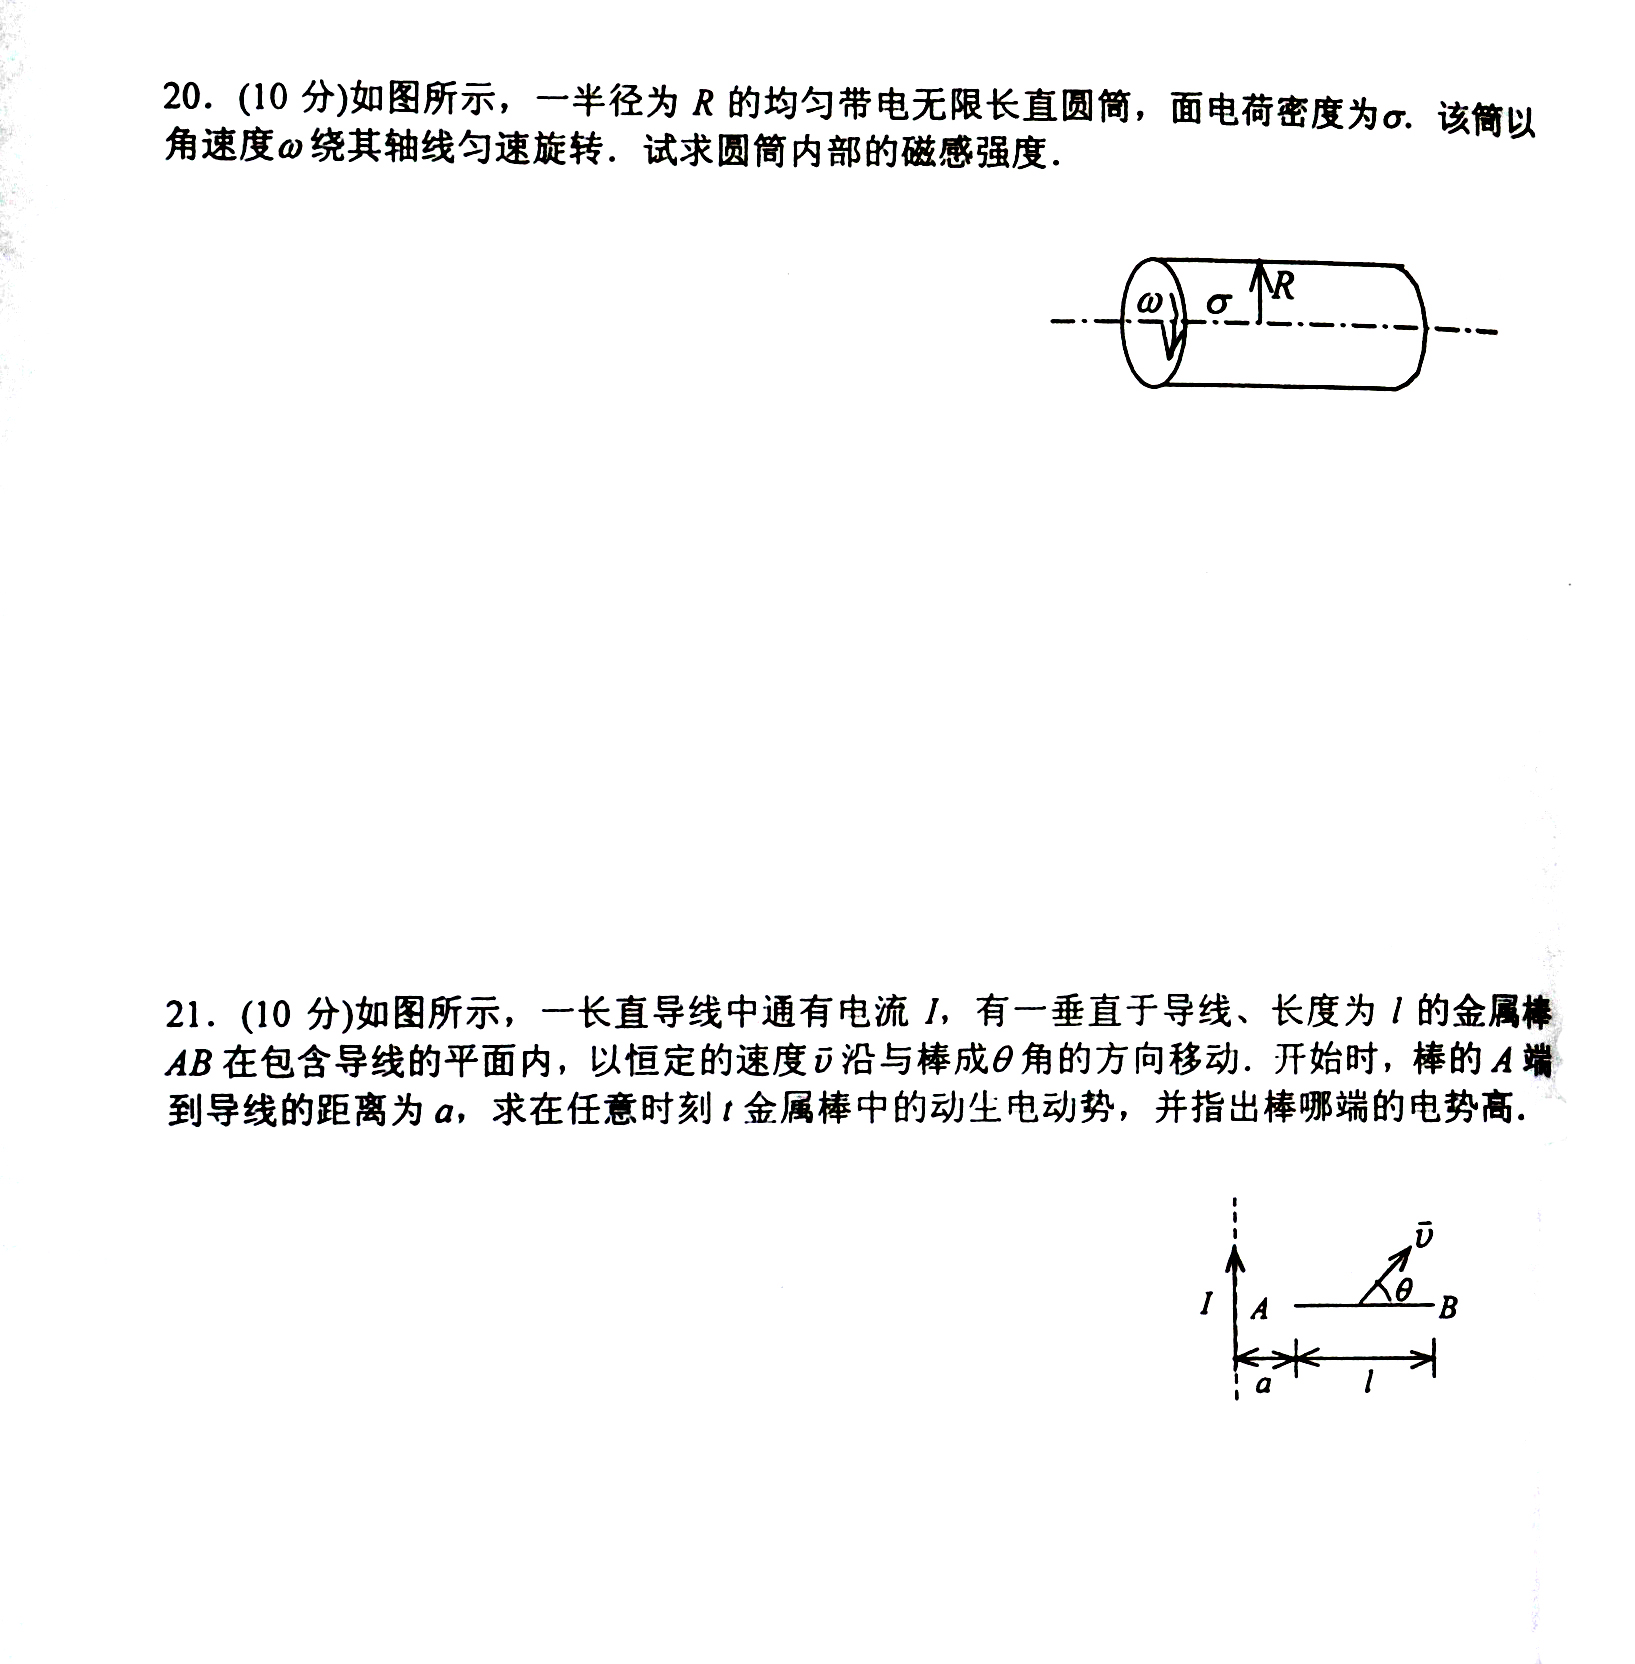 20. (10 分)如图所示，一半径为 R 的均匀带电无限长直圆筒，面电荷密度为σ. 该筒以
角速度ω绕其轴线匀速旋转. 试求圆筒内部的磁感强度.
ω σ R
21. (10 分)如图所示，一长直导线中通有电流 I, 有一垂直于导线、长度为 l 的金属棒
AB 在包含导线的平面内，以恒定的速度 v̄ 沿与棒成θ角的方向移动. 开始时，棒的 A 端
到导线的距离为 a，求在任意时刻 t 金属棒中的动生电动势，并指出棒哪端的电势高.
v̄
I A θ B
a l